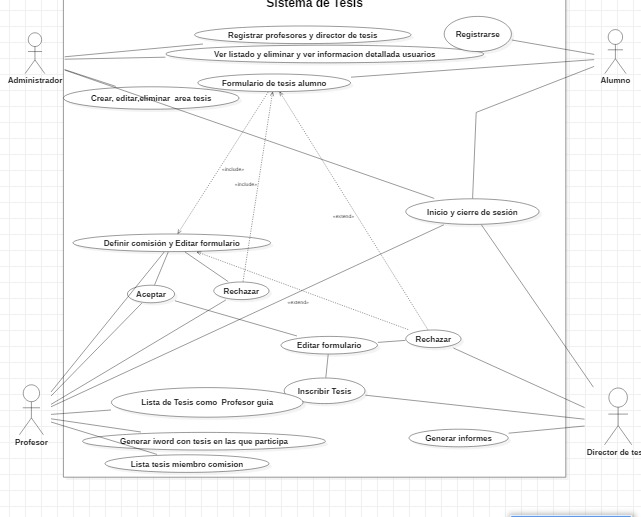 Sistema de Tesis
Registrar profesores y director de tesis
Registrarse
Ver listado y eliminar y ver informacion detallada usuarios
Administrador
Alumno
Formulario de tesis alumno
Crear, editar,eliminar area tesis
«include»
«include»
«extend»
Inicio y cierre de sesión
Definir comisión y Editar formulario
Aceptar
Rechazar
«extend»
Editar formulario
Rechazar
Inscribir Tesis
Lista de Tesis como Profesor guia
Profesor
Generar iword con tesis en las que participa
Generar informes
Director de tes
Lista tesis miembro comision